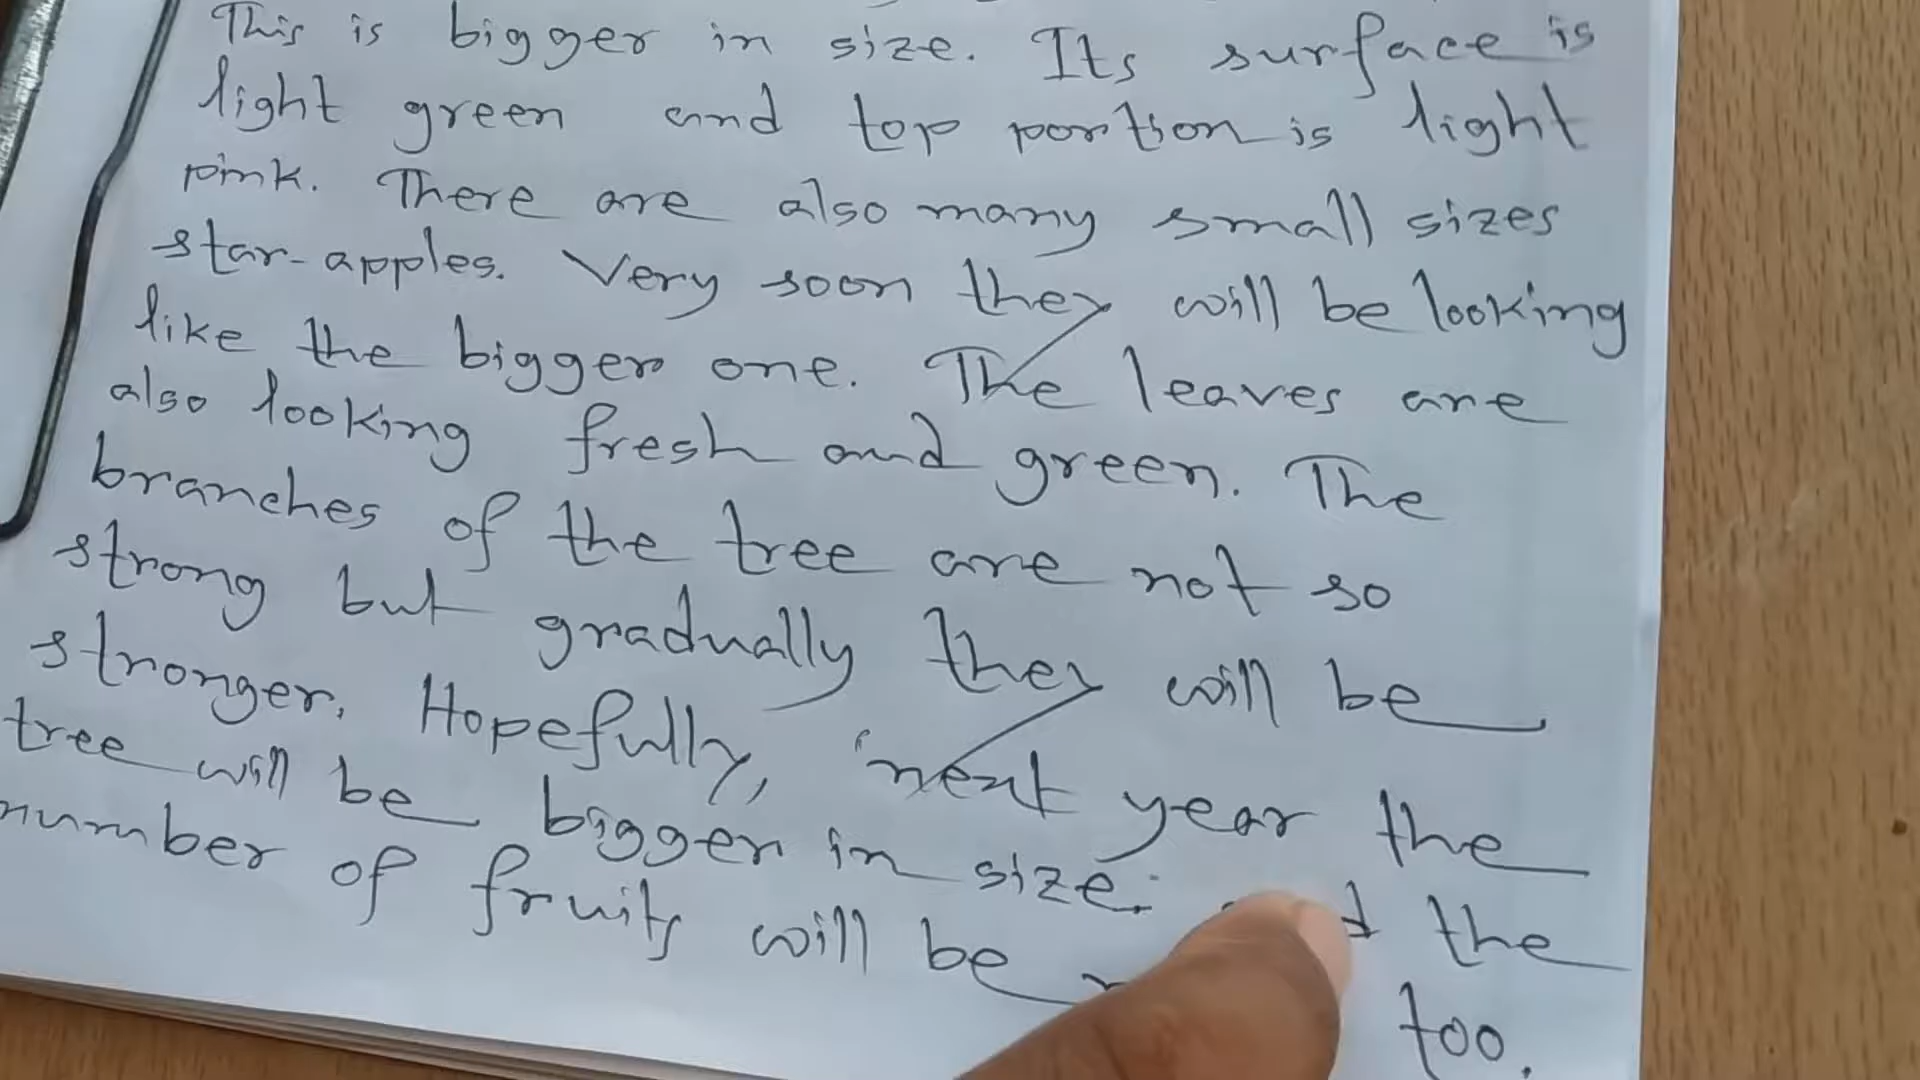 This is bigger in size. Its surface is
light green and top portion is light
pink. There are also many small sizes
star-apples. Very soon they will be looking
like the bigger one. The leaves are
also looking fresh and green. The
branches of the tree are not so
strong but gradually they will be
stronger. Hopefully, next year the
tree will be bigger in size. the
number of fruits will be too.